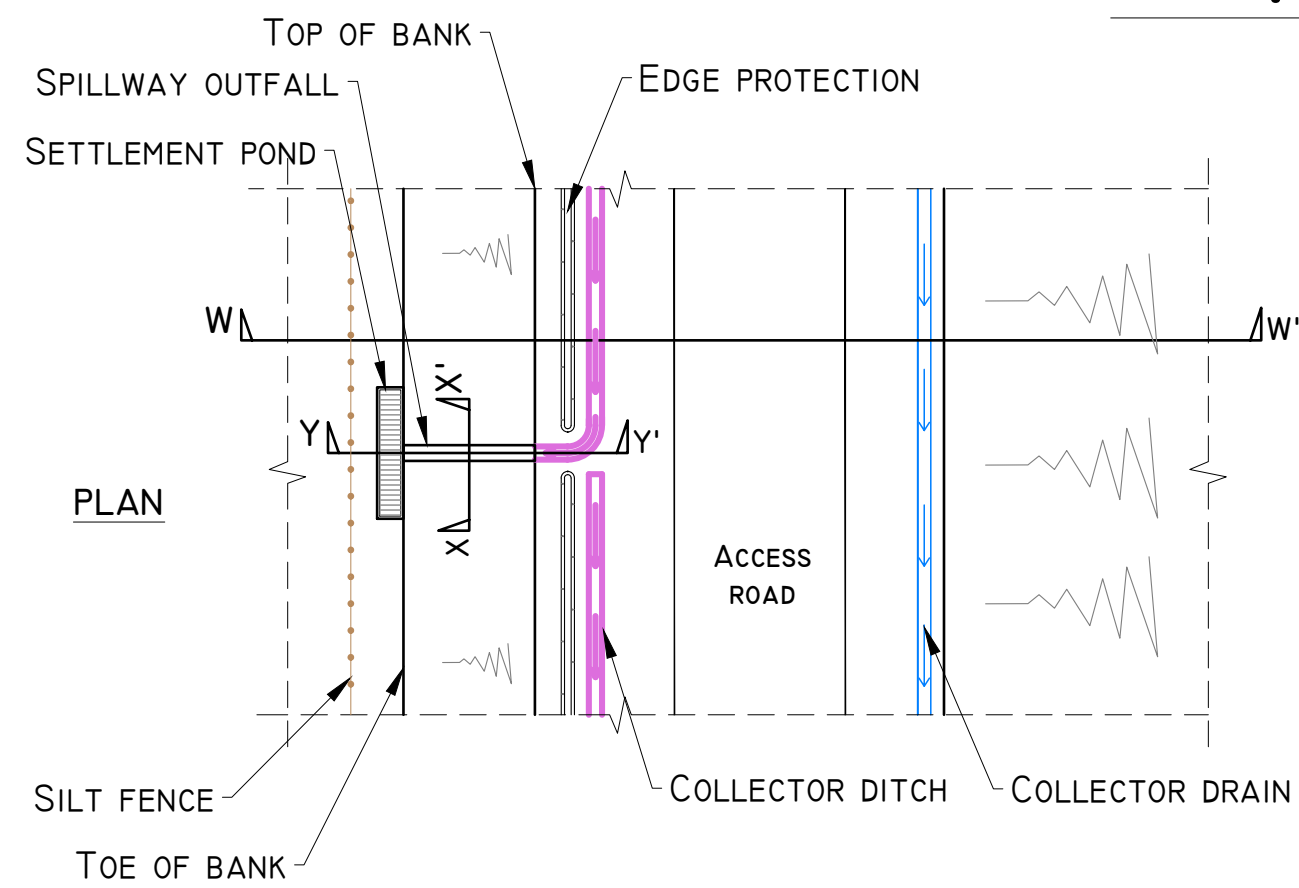 Top of bank
Spillway outfall
Edge protection
Settlement pond
W
W'
X'
Y
Y'
PLAN
X
Access
road
Collector ditch
Collector drain
Silt fence
Toe of bank